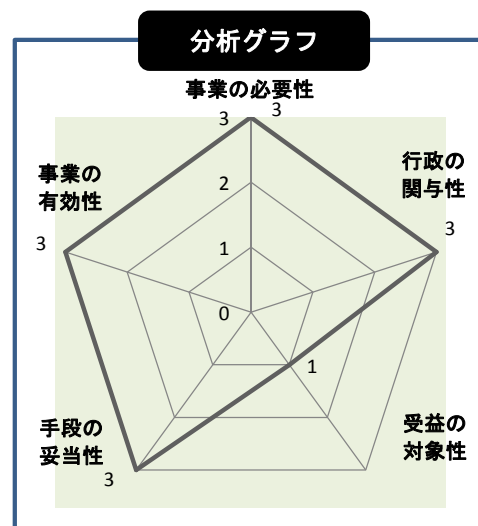 分析グラフ
事業の必要性
3
3
事業の
有効性
行政の
関与性
2
3
3
1
0
1
手段の
妥当性
受益の
対象性
3